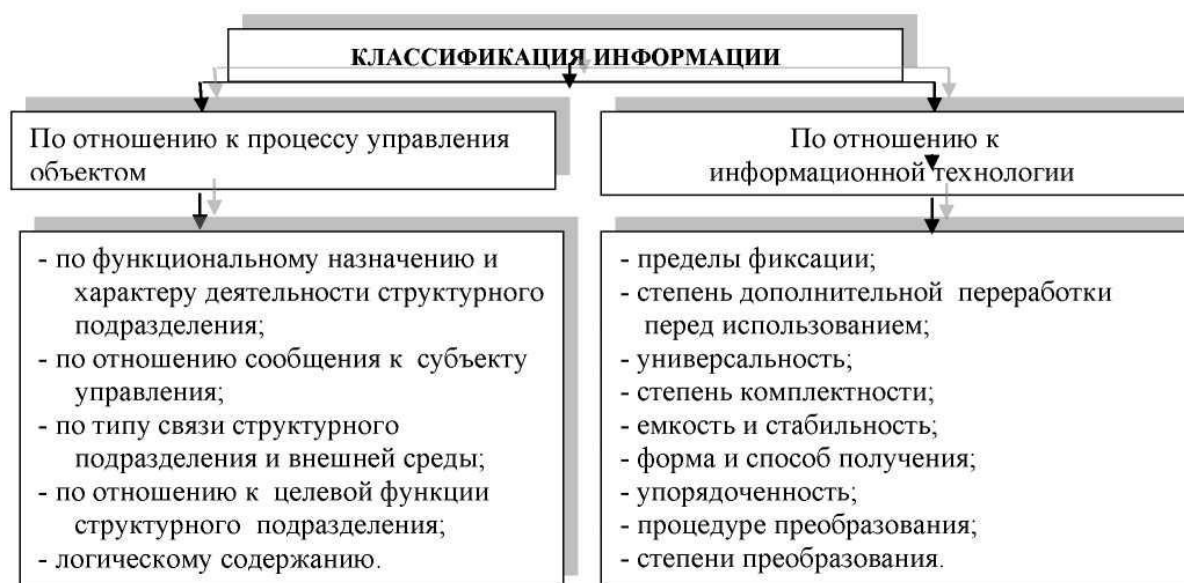 КЛАССИФИКАЦИЯ ИНФОРМАЦИИ
По отношению к процессу управления
объектом
По отношению к
информационной технологии
- по функциональному назначению и
характеру деятельности структурного
подразделения;
- по отношению сообщения к субъекту
управления;
- по типу связи структурного
подразделения и внешней среды;
- по отношению к целевой функции
структурного подразделения;
- логическому содержанию.
- пределы фиксации;
- степень дополнительной переработки
перед использованием;
- универсальность;
- степень комплектности;
- емкость и стабильность;
- форма и способ получения;
- упорядоченность;
- процедуре преобразования;
- степени преобразования.